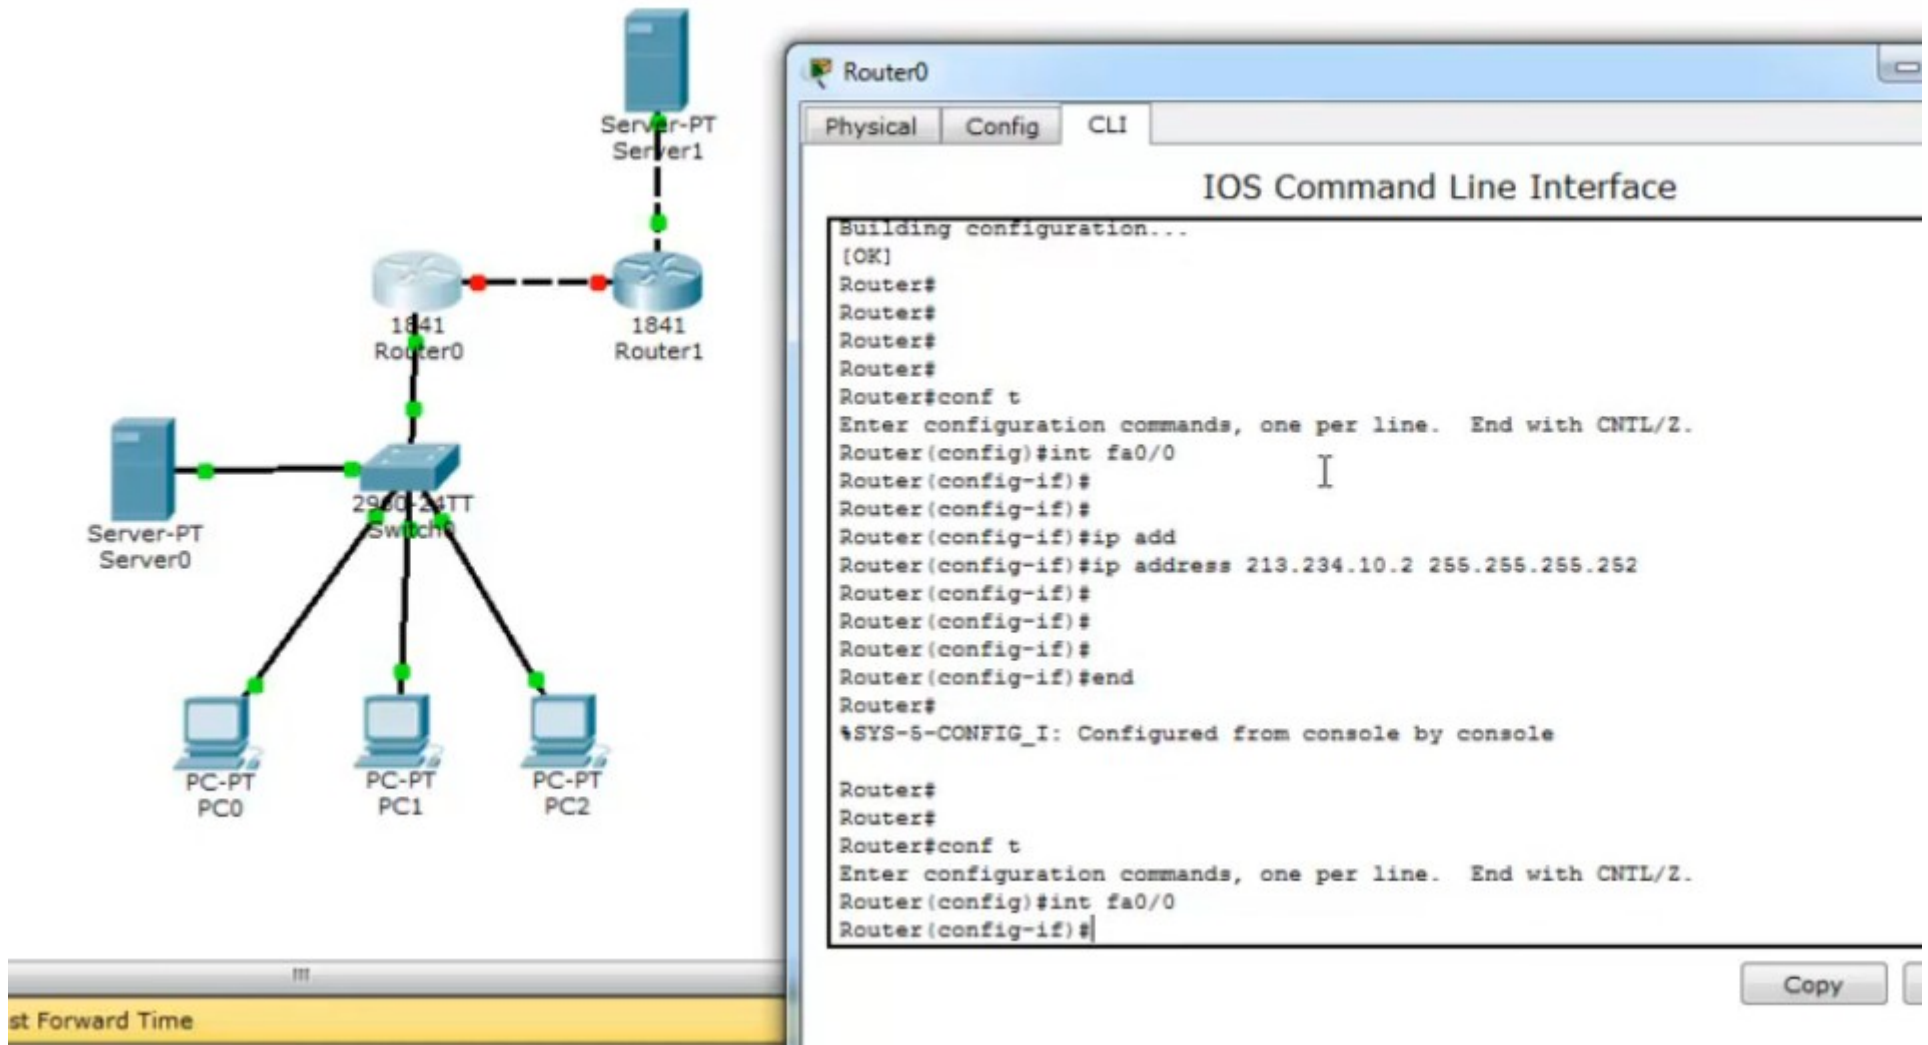 Server-PT
Server1
1841
Router0
1841
Router1
Server-PT
Server0
2960-24TT
Switch0
PC-PT
PC0
PC-PT
PC1
PC-PT
PC2
st Forward Time
Router0
Physical
Config
CLI
IOS Command Line Interface
Building configuration...
[OK]
Router#
Router#
Router#
Router#
Router#conf t
Enter configuration commands, one per line.  End with CNTL/Z.
Router(config)#int fa0/0
Router(config-if)#
Router(config-if)#
Router(config-if)#ip add
Router(config-if)#ip address 213.234.10.2 255.255.255.252
Router(config-if)#
Router(config-if)#
Router(config-if)#
Router(config-if)#end
Router#
%SYS-5-CONFIG_I: Configured from console by console
Router#
Router#
Router#conf t
Enter configuration commands, one per line.  End with CNTL/Z.
Router(config)#int fa0/0
Router(config-if)#
Copy